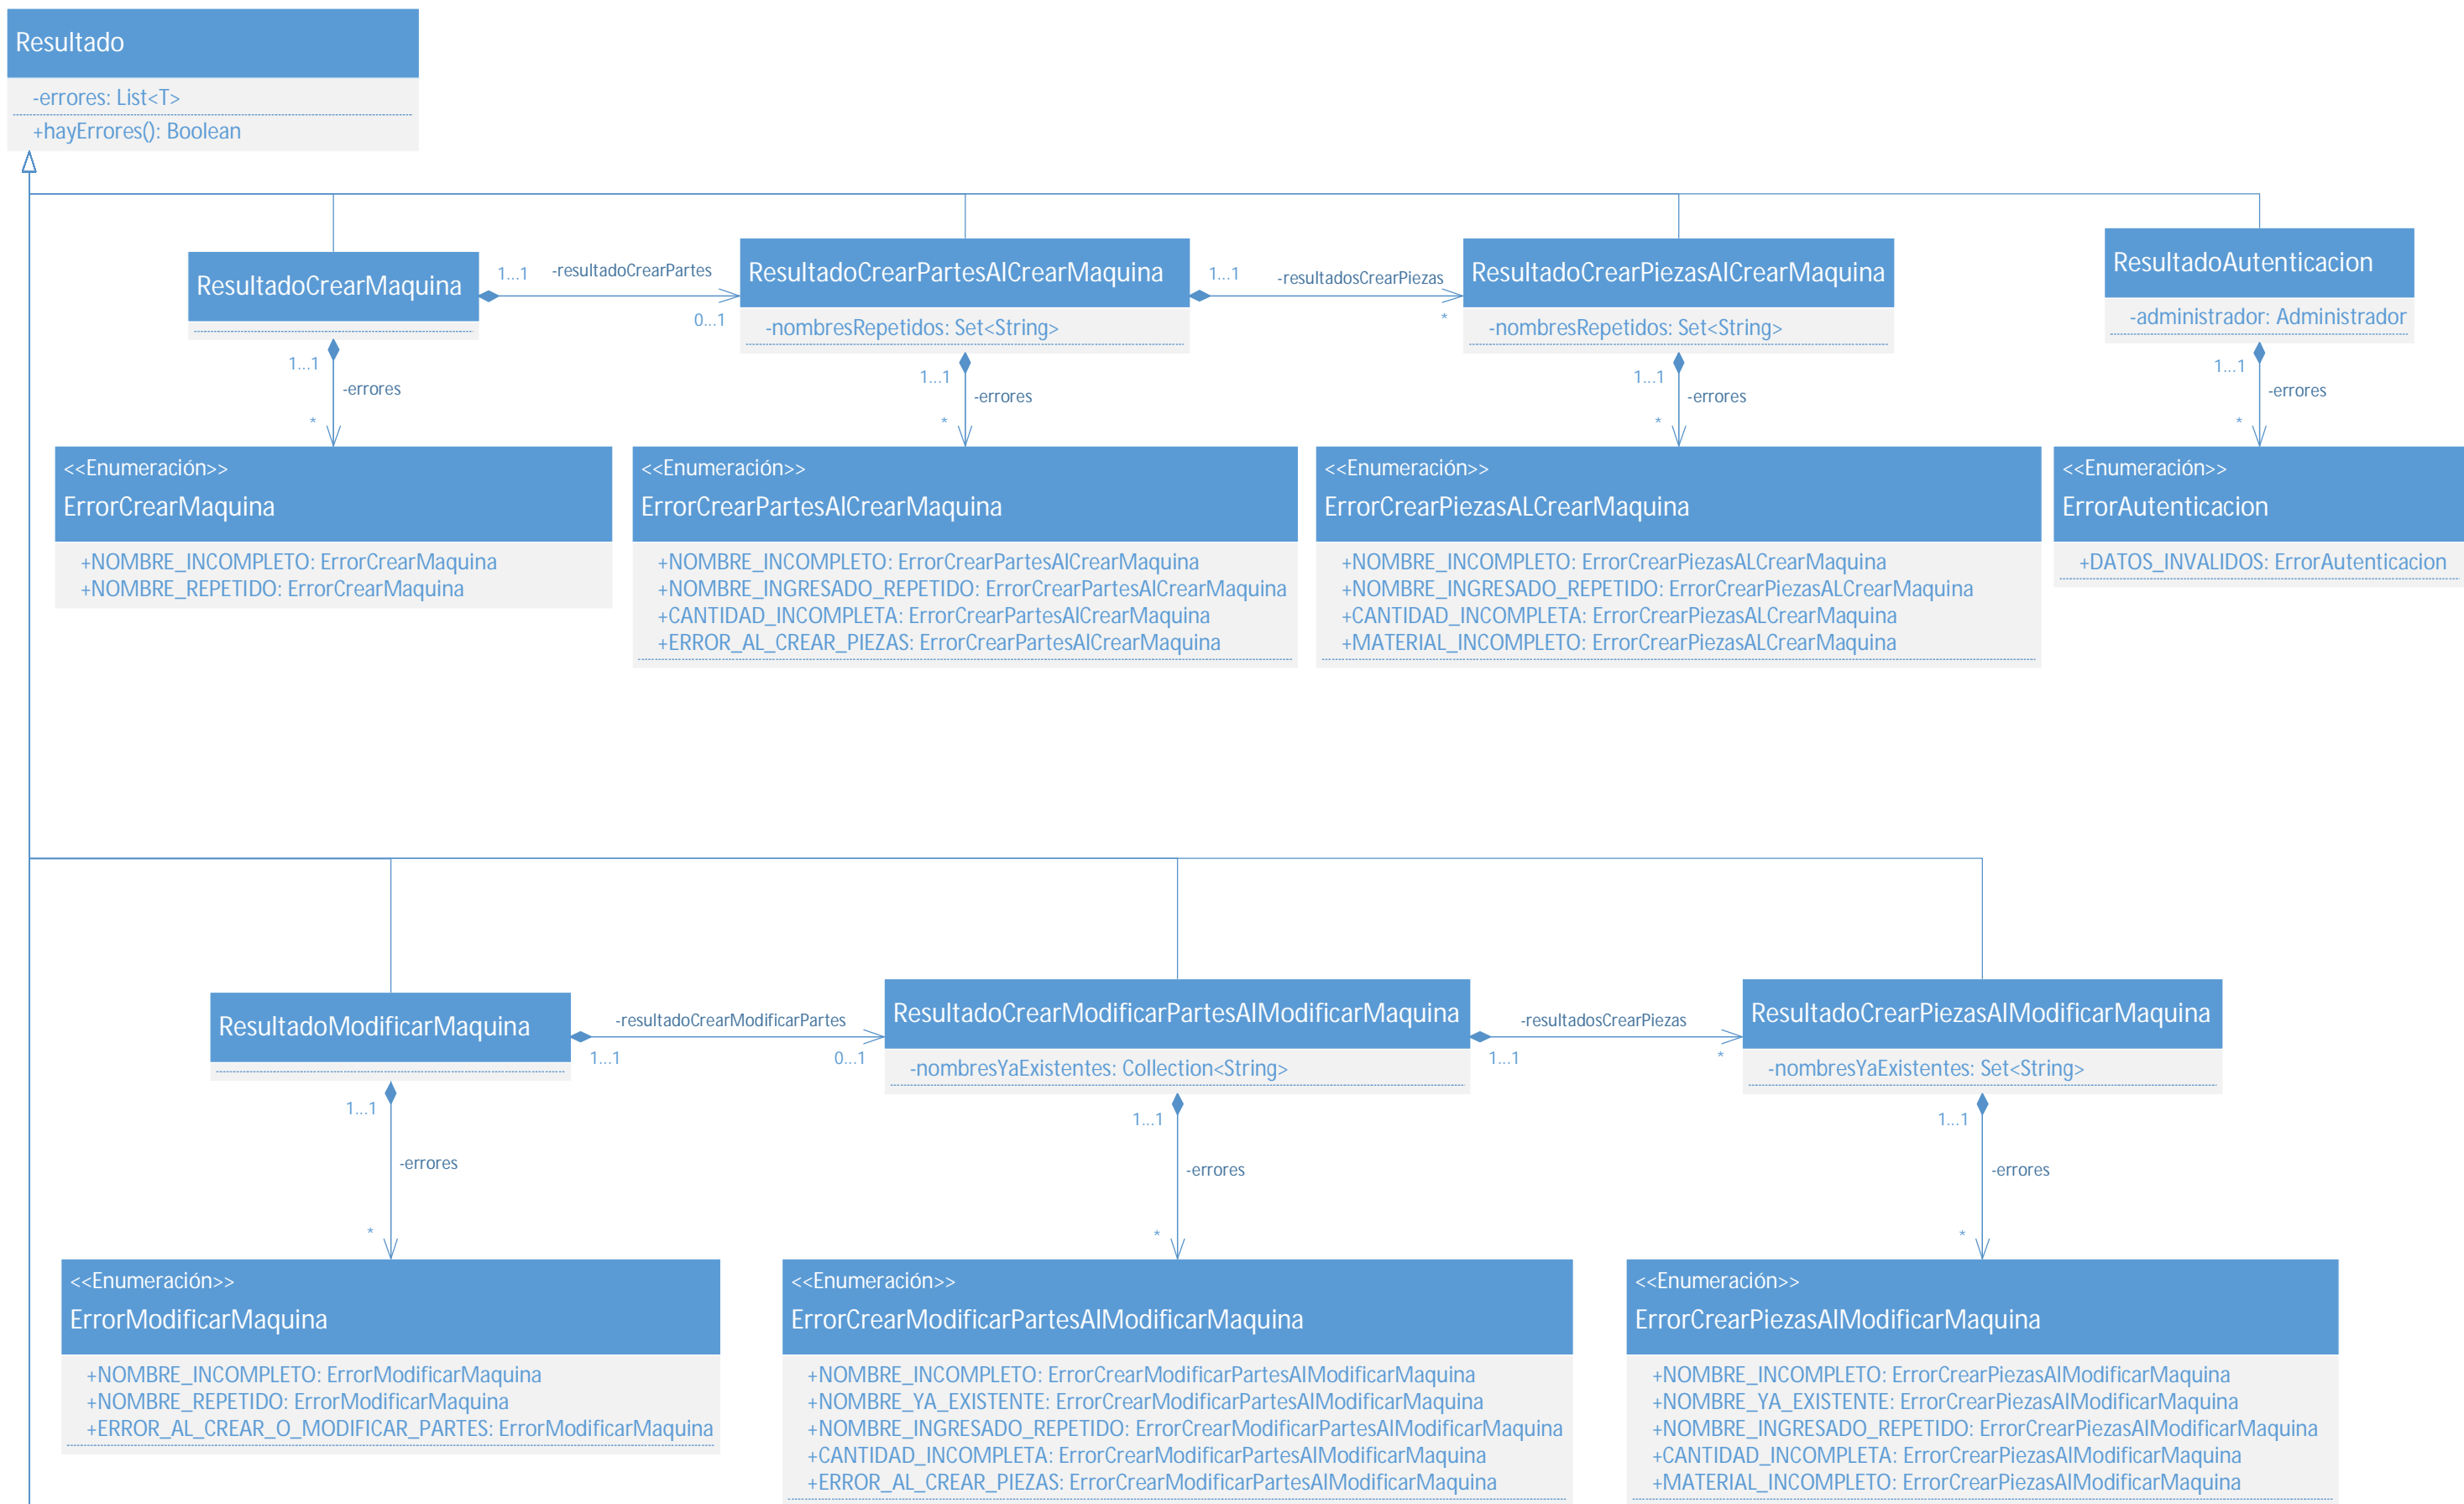 Resultado
-errores: List<T>
+hayErrores(): Boolean
ResultadoCrearMaquina
1...1
-resultadoCrearPartes
0...1
ResultadoCrearPartesAlCrearMaquina
-nombresRepetidos: Set<String>
1...1
-resultadosCrearPiezas
*
ResultadoCrearPiezasAlCrearMaquina
-nombresRepetidos: Set<String>
ResultadoAutenticacion
-administrador: Administrador
1...1
-errores
*
1...1
-errores
*
1...1
-errores
*
1...1
-errores
*
<<Enumeración>>
ErrorCrearMaquina
+NOMBRE_INCOMPLETO: ErrorCrearMaquina
+NOMBRE_REPETIDO: ErrorCrearMaquina
<<Enumeración>>
ErrorCrearPartesAlCrearMaquina
+NOMBRE_INCOMPLETO: ErrorCrearPartesAlCrearMaquina
+NOMBRE_INGRESADO_REPETIDO: ErrorCrearPartesAlCrearMaquina
+CANTIDAD_INCOMPLETA: ErrorCrearPartesAlCrearMaquina
+ERROR_AL_CREAR_PIEZAS: ErrorCrearPartesAlCrearMaquina
<<Enumeración>>
ErrorCrearPiezasALCrearMaquina
+NOMBRE_INCOMPLETO: ErrorCrearPiezasALCrearMaquina
+NOMBRE_INGRESADO_REPETIDO: ErrorCrearPiezasALCrearMaquina
+CANTIDAD_INCOMPLETA: ErrorCrearPiezasALCrearMaquina
+MATERIAL_INCOMPLETO: ErrorCrearPiezasALCrearMaquina
<<Enumeración>>
ErrorAutenticacion
+DATOS_INVALIDOS: ErrorAutenticacion
ResultadoModificarMaquina
-resultadoCrearModificarPartes
1...1
0...1
ResultadoCrearModificarPartesAlModificarMaquina
-nombresYaExistentes: Collection<String>
-resultadosCrearPiezas
1...1
*
ResultadoCrearPiezasAlModificarMaquina
-nombresYaExistentes: Set<String>
1...1
-errores
*
1...1
-errores
*
1...1
-errores
*
<<Enumeración>>
ErrorModificarMaquina
+NOMBRE_INCOMPLETO: ErrorModificarMaquina
+NOMBRE_REPETIDO: ErrorModificarMaquina
+ERROR_AL_CREAR_O_MODIFICAR_PARTES: ErrorModificarMaquina
<<Enumeración>>
ErrorCrearModificarPartesAlModificarMaquina
+NOMBRE_INCOMPLETO: ErrorCrearModificarPartesAlModificarMaquina
+NOMBRE_YA_EXISTENTE: ErrorCrearModificarPartesAlModificarMaquina
+NOMBRE_INGRESADO_REPETIDO: ErrorCrearModificarPartesAlModificarMaquina
+CANTIDAD_INCOMPLETA: ErrorCrearModificarPartesAlModificarMaquina
+ERROR_AL_CREAR_PIEZAS: ErrorCrearModificarPartesAlModificarMaquina
<<Enumeración>>
ErrorCrearPiezasAlModificarMaquina
+NOMBRE_INCOMPLETO: ErrorCrearPiezasAlModificarMaquina
+NOMBRE_YA_EXISTENTE: ErrorCrearPiezasAlModificarMaquina
+NOMBRE_INGRESADO_REPETIDO: ErrorCrearPiezasAlModificarMaquina
+CANTIDAD_INCOMPLETA: ErrorCrearPiezasAlModificarMaquina
+MATERIAL_INCOMPLETO: ErrorCrearPiezasAlModificarMaquina